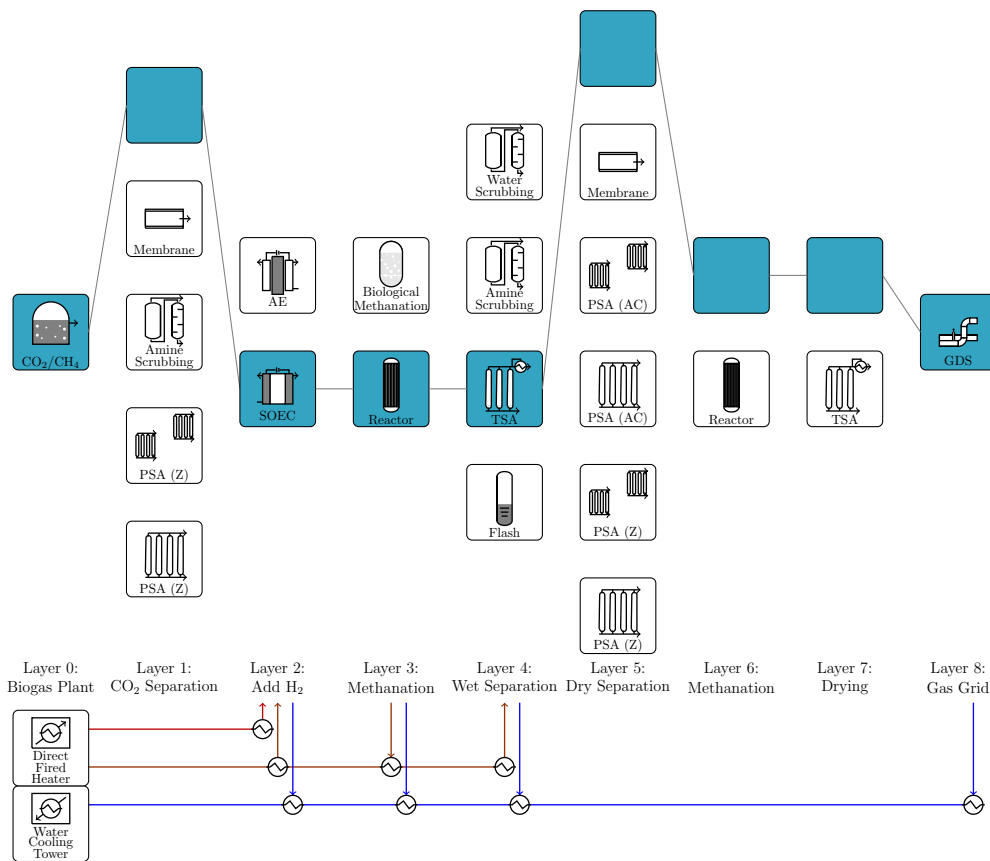 Water
Scrubbing
Membrane
Membrane
AE
Biological
Methanation
Amine
Scrubbing
PSA (AC)
CO₂/CH₄
Amine
Scrubbing
SOEC
Reactor
TSA
PSA (AC)
Reactor
TSA
GDS
PSA (Z)
Flash
PSA (Z)
PSA (Z)
PSA (Z)
Layer 0:
Biogas Plant
Layer 1:
CO₂ Separation
Layer 2:
Add H₂
Layer 3:
Methanation
Layer 4:
Wet Separation
Layer 5:
Dry Separation
Layer 6:
Methanation
Layer 7:
Drying
Layer 8:
Gas Grid
Direct
Fired
Heater
Water
Cooling
Tower